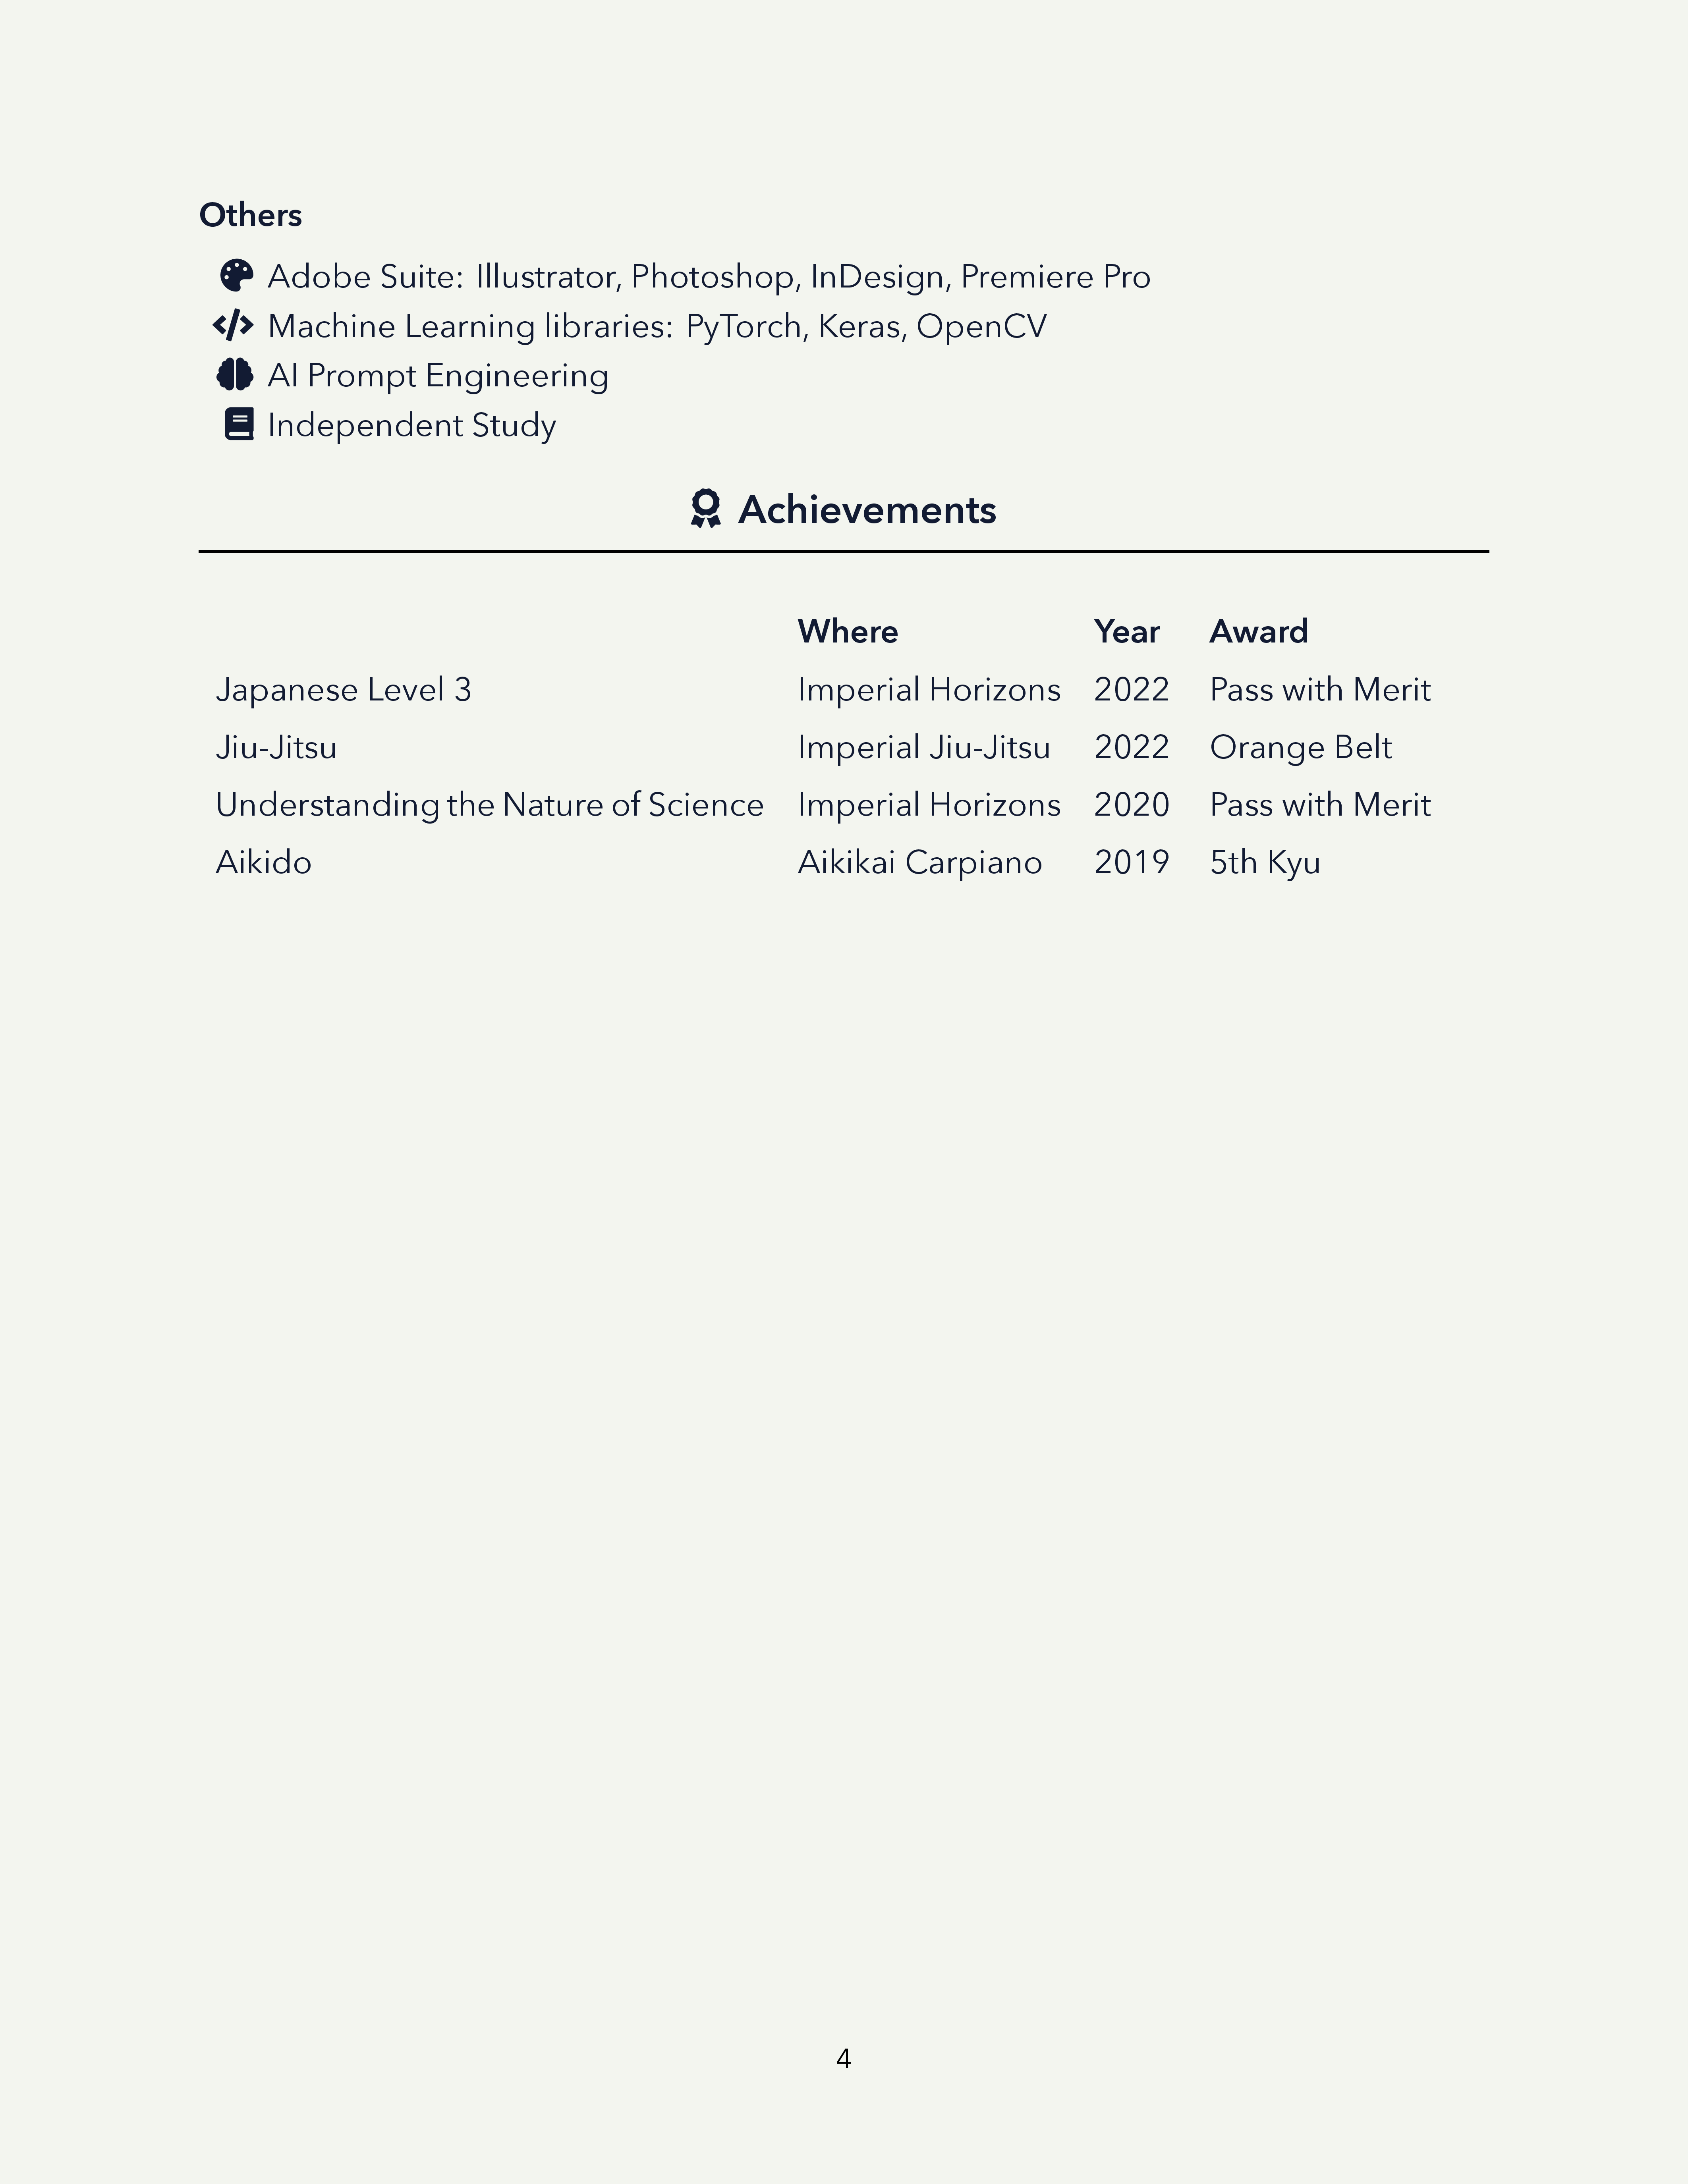 Others
Adobe Suite: Illustrator, Photoshop, InDesign, Premiere Pro
Machine Learning libraries: PyTorch, Keras, OpenCV
AI Prompt Engineering
Independent Study
Achievements
Where Year Award
Japanese Level 3 Imperial Horizons 2022 Pass with Merit
Jiu-Jitsu Imperial Jiu-Jitsu 2022 Orange Belt
Understanding the Nature of Science Imperial Horizons 2020 Pass with Merit
Aikido Aikikai Carpiano 2019 5th Kyu
4